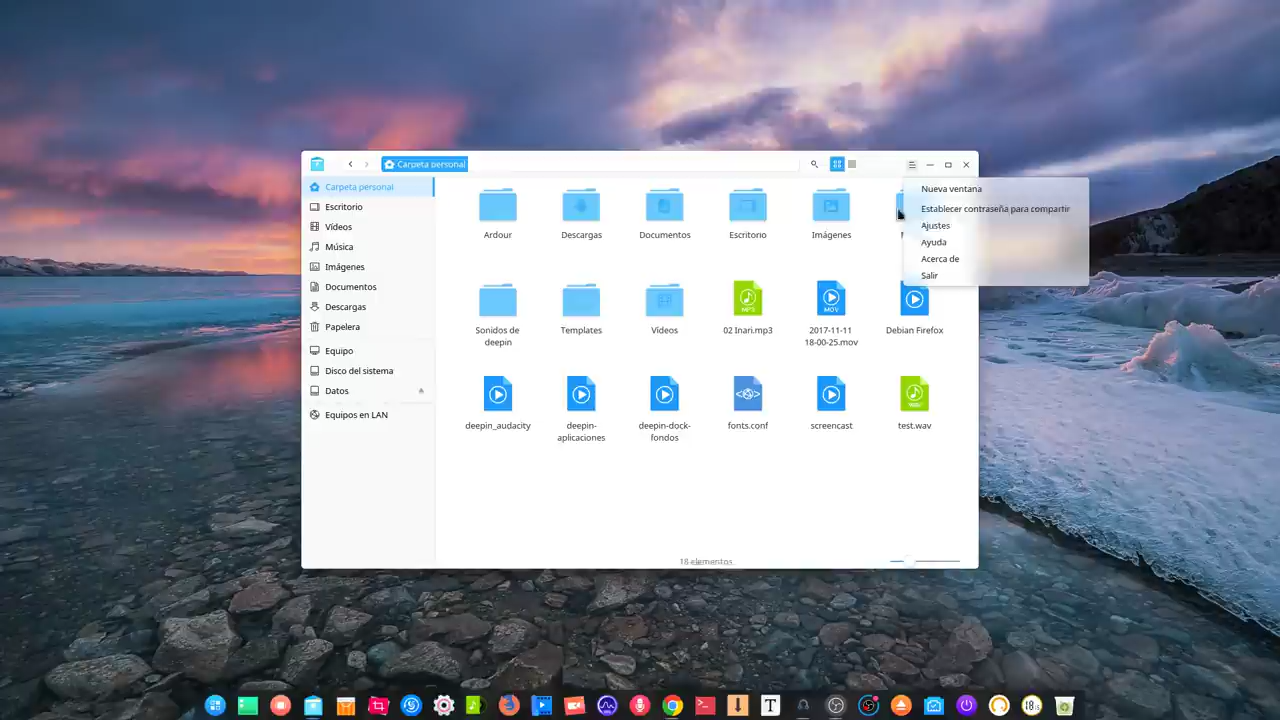 Carpeta personal
Carpeta personal
Escritorio
Vídeos
Música
Imágenes
Documentos
Descargas
Papelera
Equipo
Disco del sistema
Datos
Equipos en LAN
Nueva ventana
Establecer contraseña para compartir
Ajustes
Ayuda
Acerca de
Salir
Ardour
Descargas
Documentos
Escritorio
Imágenes
Sonidos de
deepin
Templates
Vídeos
MP3
02 Inari.mp3
MOV
2017-11-11
18-00-25.mov
Debian Firefox
deepin_audacity
deepin-
aplicaciones
deepin-dock-
fondos
fonts.conf
screencast
test.wav
18 elementos
T